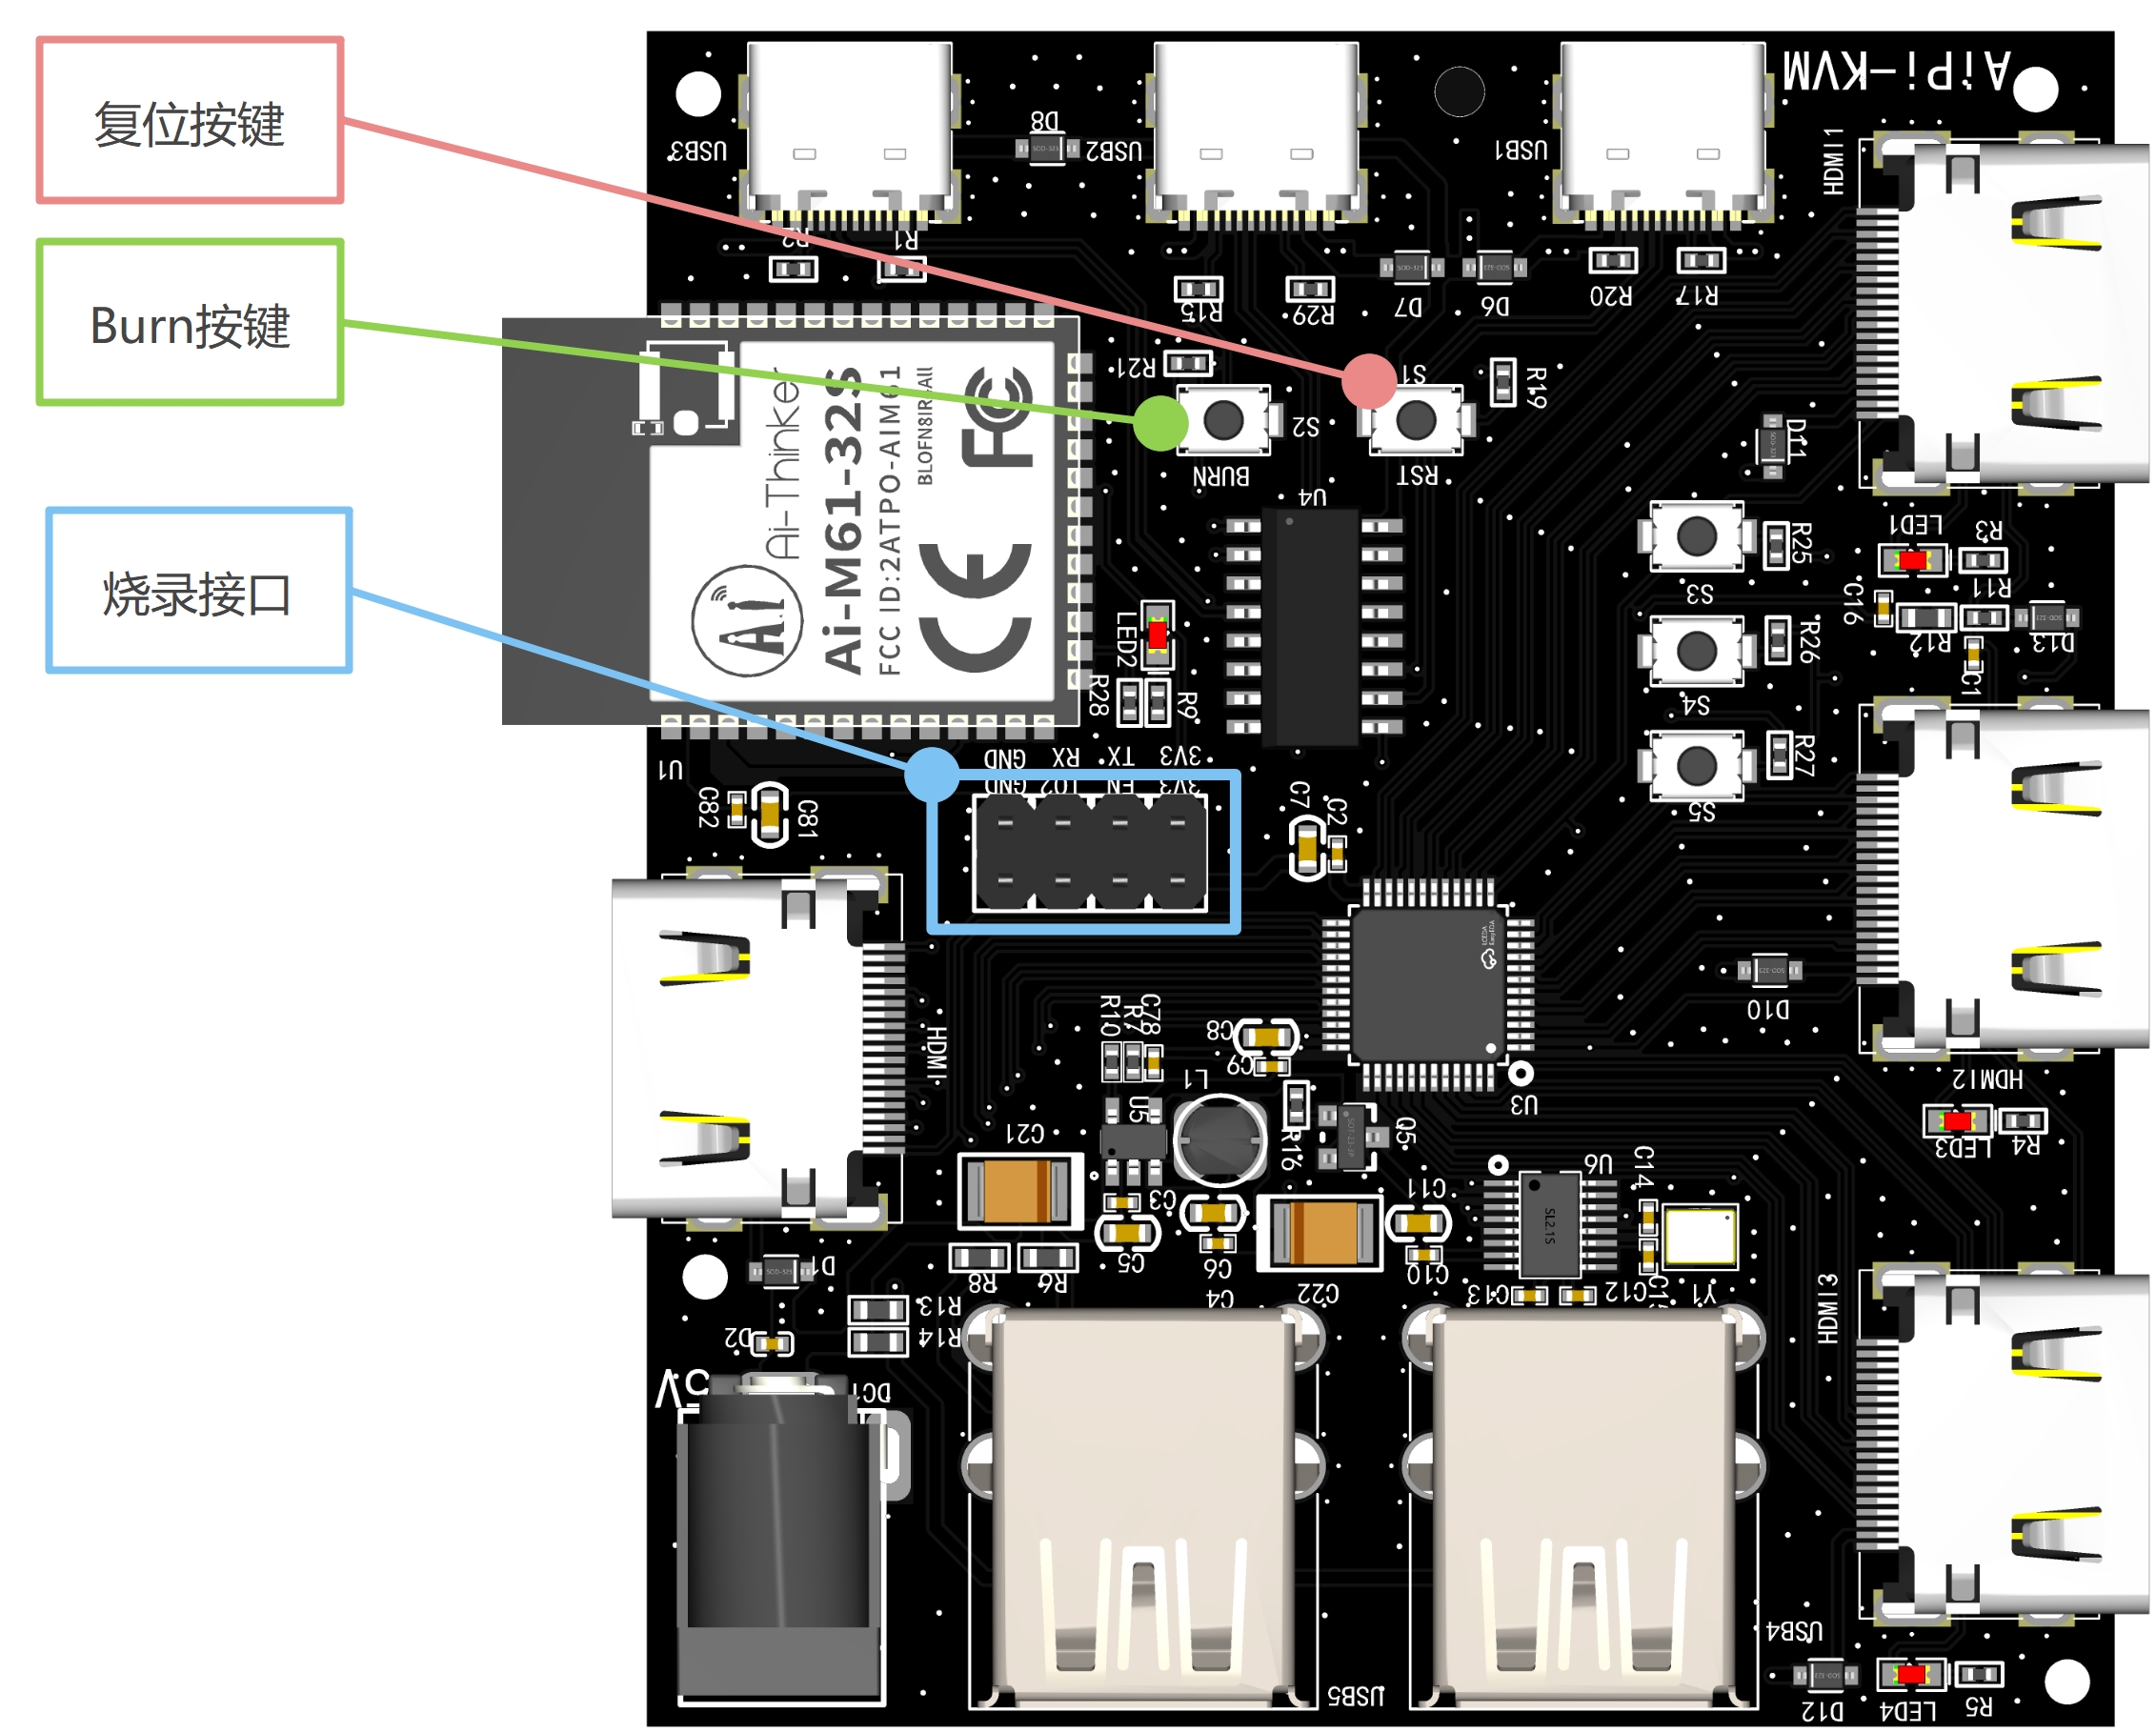 复位按键
Burn按键
烧录接口
AiPi-KVM
USB3
D8
USB2
USB1
HDMI1
R2
R1
R15
R29
D7
D6
R20
R17
R21
S1
R19
S2
BURN
RST
D11
Ai-Thinker
Ai-M61-32S
FCC ID:2ATPO-AIM61
FC
CE
Ai
U4
LED1
R3
R25
S3
C16
R11
R12
D13
C1
LED2
R26
S4
R28
R9
R27
S5
U1
GND RX TX 3V3
GND IO2 EN 3V3
C82
C81
C7
C2
HDMI
D10
R10
R7
C78
C8
C9
L1
U5
U3
HDMI2
LED3
R4
C21
R16
Q5
U6
C14
C3
C11
SL2.1S
C5
C6
C4
C10
C22
C13
C12
C15
Y1
R8
R6
D1
R13
R14
D2
HDMI3
5V
DC1
USB4
USB5
D12
LED4
R5